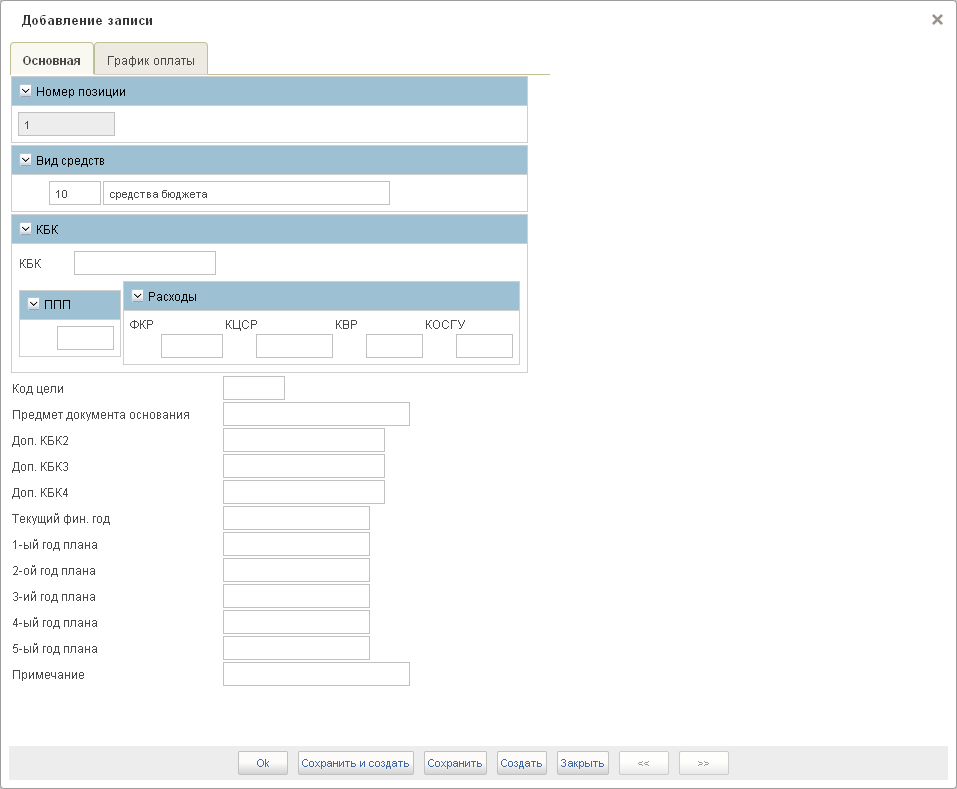 Добавление записи
Основная График оплаты
Номер позиции
1
Вид средств
10 средства бюджета
КБК
КБК
ППП Расходы
ФКР КЦСР КВР КОСГУ
Код цели
Предмет документа основания
Доп. КБК2
Доп. КБК3
Доп. КБК4
Текущий фин. год
1-ый год плана
2-ой год плана
3-ий год плана
4-ый год плана
5-ый год плана
Примечание
Ok Сохранить и создать Сохранить Создать Закрыть << >>